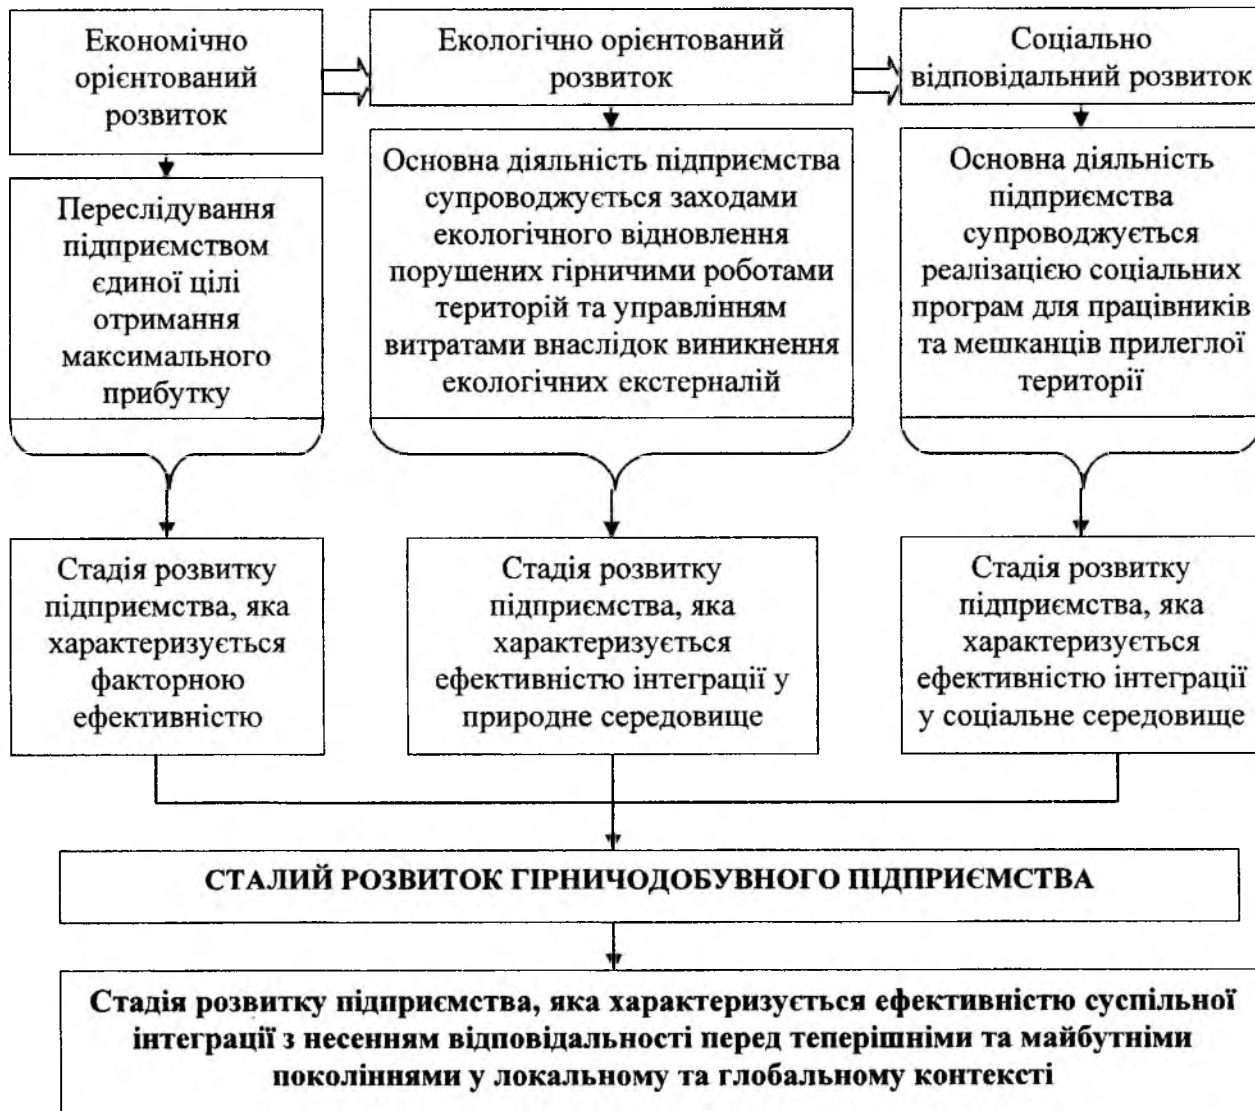 Економічно
орієнтований
розвиток
Екологічно орієнтований
розвиток
Соціально
відповідальний розвиток
Переслідування
підприємством
єдиної цілі
отримання
максимального
прибутку
Основна діяльність підприємства
супроводжується заходами
екологічного відновлення
порушених гірничими роботами
територій та управлінням
витратами внаслідок виникнення
екологічних екстерналій
Основна діяльність
підприємства
супроводжується
реалізацією соціальних
програм для працівників
та мешканців прилеглої
території
Стадія розвитку
підприємства, яка
характеризується
факторною
ефективністю
Стадія розвитку
підприємства, яка
характеризується
ефективністю інтеграції у
природне середовище
Стадія розвитку
підприємства, яка
характеризується
ефективністю інтеграції
у соціальне середовище
СТАЛИЙ РОЗВИТОК ГІРНИЧОДОБУВНОГО ПІДПРИЄМСТВА
Стадія розвитку підприємства, яка характеризується ефективністю суспільної
інтеграції з несенням відповідальності перед теперішніми та майбутніми
поколіннями у локальному та глобальному контексті